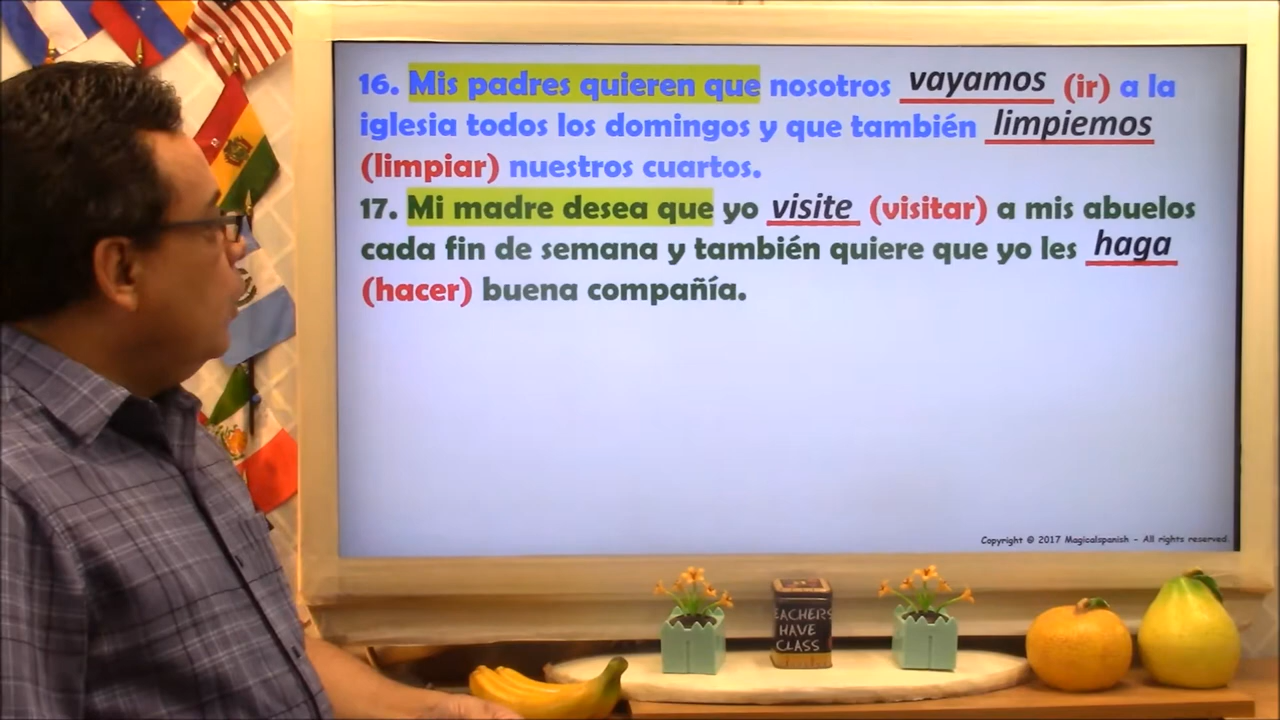 16. Mis padres quieren que nosotros vayamos (ir) a la
iglesia todos los domingos y que también limpiemos
(limpiar) nuestros cuartos.
17. Mi madre desea que yo visite (visitar) a mis abuelos
cada fin de semana y también quiere que yo les haga
(hacer) buena compañía.
Copyright © 2017 Magicalspanish - All rights reserved.
EACHERS
HAVE
CLASS